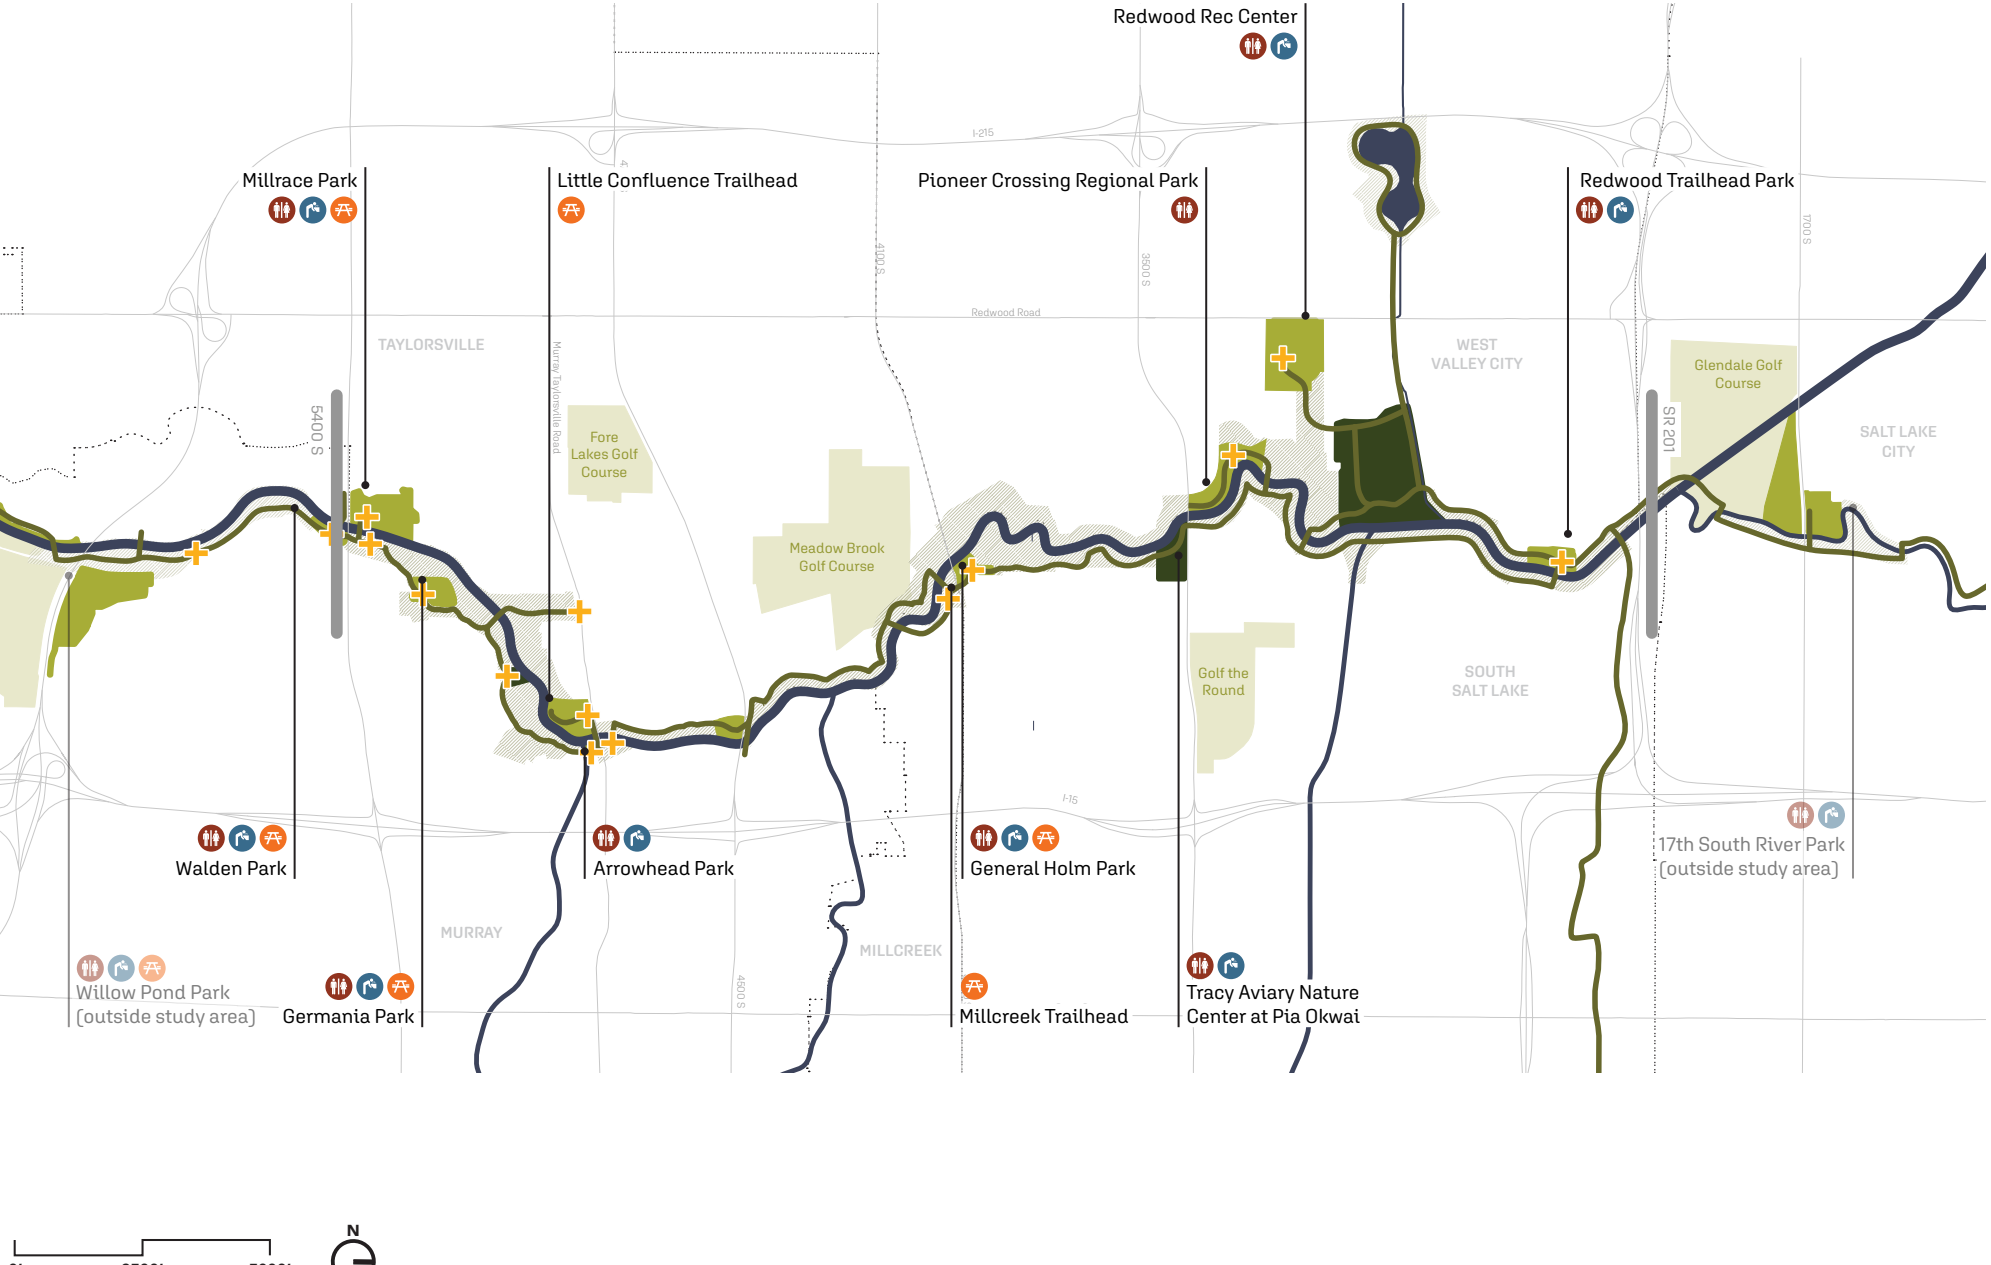 Redwood Rec Center
I-215
Millrace Park
Little Confluence Trailhead
Pioneer Crossing Regional Park
Redwood Trailhead Park
4100 S
3500 S
1700 S
Redwood Road
TAYLORSVILLE
Murray Taylorsville Road
WEST
VALLEY CITY
Glendale Golf
Course
5400 S
SR 201
Fore
Lakes Golf
Course
SALT LAKE
CITY
Meadow Brook
Golf Course
Golf the
Round
SOUTH
SALT LAKE
I-15
Walden Park
Arrowhead Park
General Holm Park
17th South River Park
(outside study area)
MURRAY
MILLCREEK
4500 S
Willow Pond Park
(outside study area)
Germania Park
Millcreek Trailhead
Tracy Aviary Nature
Center at Pia Okwai
N